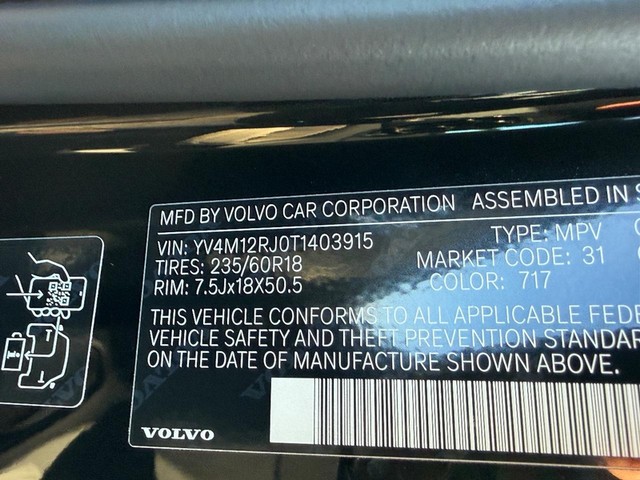 MFD BY VOLVO CAR CORPORATION ASSEMBLED IN S
VIN: YV4M12RJ0T1403915 TYPE: MPV
TIRES: 235/60R18 MARKET CODE: 31
RIM: 7.5Jx18X50.5 COLOR: 717
THIS VEHICLE CONFORMS TO ALL APPLICABLE FEDE
VEHICLE SAFETY AND THEFT PREVENTION STANDAR
ON THE DATE OF MANUFACTURE SHOWN ABOVE.
VOLVO